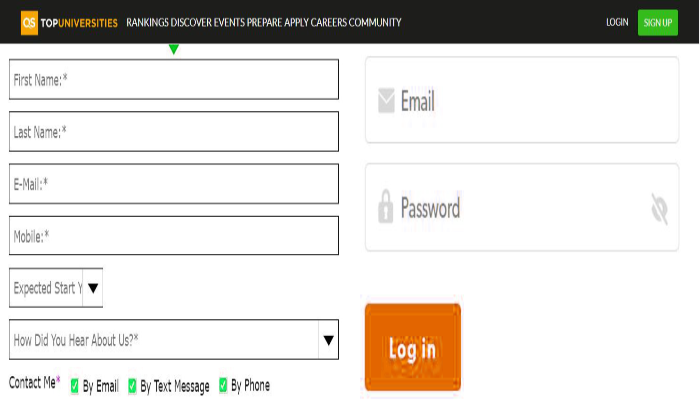 QS TOPUNIVERSITIES RANKINGS DISCOVER EVENTS PREPARE APPLY CAREERS COMMUNITY LOGIN SIGN UP
First Name:*
Last Name:*
E-Mail:*
Mobile:*
Expected Start Y
How Did You Hear About Us?*
Contact Me* By Email By Text Message By Phone
Email
Password
Log in